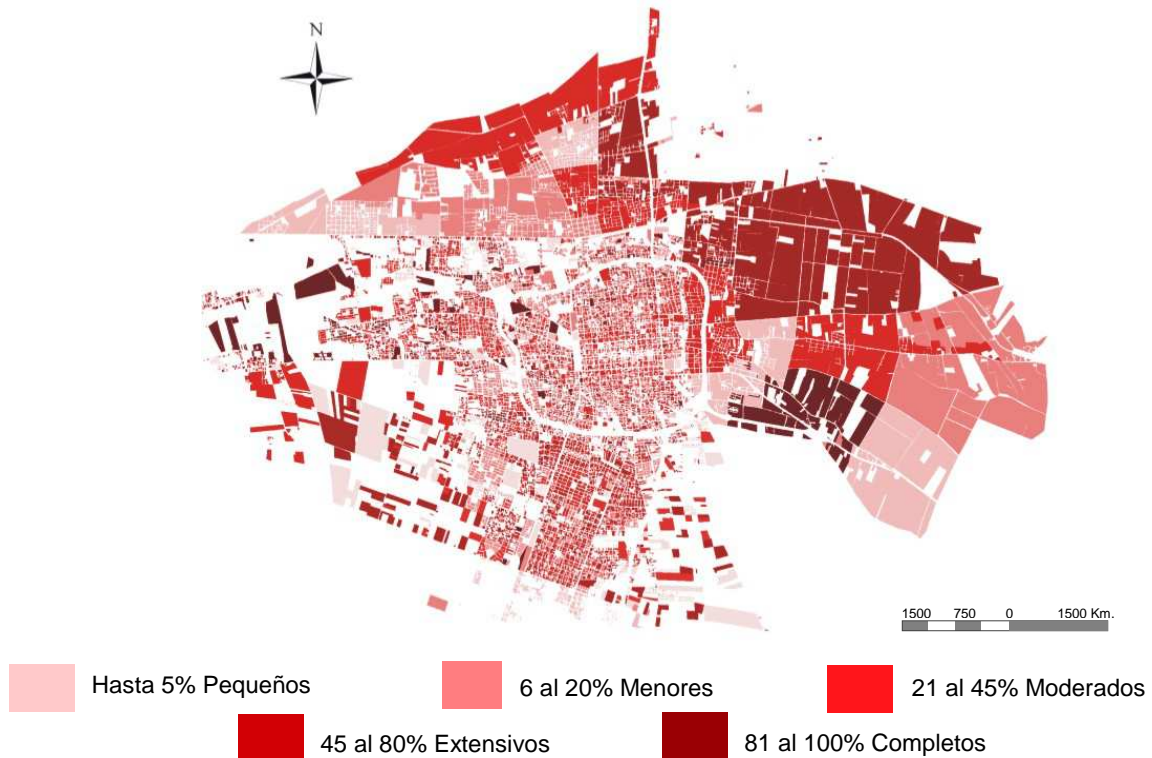 N
1500 750 0 1500 Km.
Hasta 5% Pequeños
6 al 20% Menores
21 al 45% Moderados
45 al 80% Extensivos
81 al 100% Completos